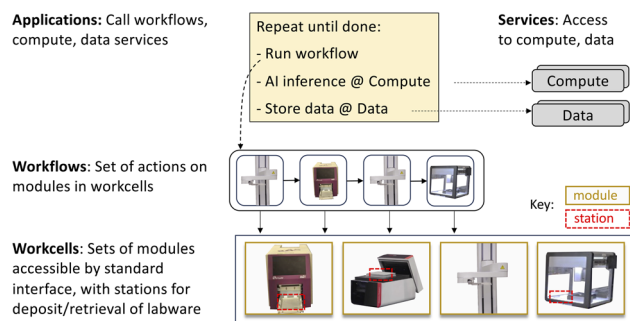 Applications: Call workflows,
compute, data services
Repeat until done:
- Run workflow
- AI inference @ Compute
- Store data @ Data
Services: Access
to compute, data
Compute
Data
Workflows: Set of actions on
modules in workcells
Key:
module
station
Workcells: Sets of modules
accessible by standard
interface, with stations for
deposit/retrieval of labware